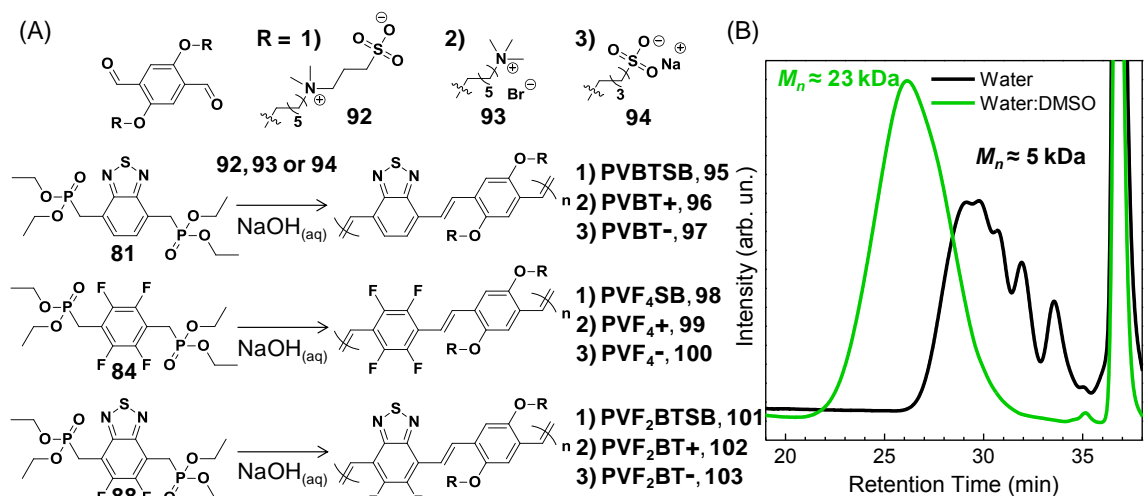 (A)
R = 1)
2)
3)
(B)
O-R
O
O
R-O
N
+
5
O ⊖
S
O
O
92
N
⊕
5
Br ⊖
93
O ⊖
S
O
O
Na
⊕
3
94
92, 93 or 94
NaOH(aq)
81
1) PVBTSB, 95
2) PVBT+, 96
3) PVBT-, 97
n
NaOH(aq)
84
F
F
F
F
1) PVF4SB, 98
2) PVF4+, 99
3) PVF4-, 100
n
NaOH(aq)
88
1) PVF2BTSB, 101
2) PVF2BT+, 102
3) PVF2BT-, 103
n
Mn ≈ 23 kDa
Water
Water:DMSO
Mn ≈ 5 kDa
Intensity (arb. un.)
20 25 30 35
Retention Time (min)